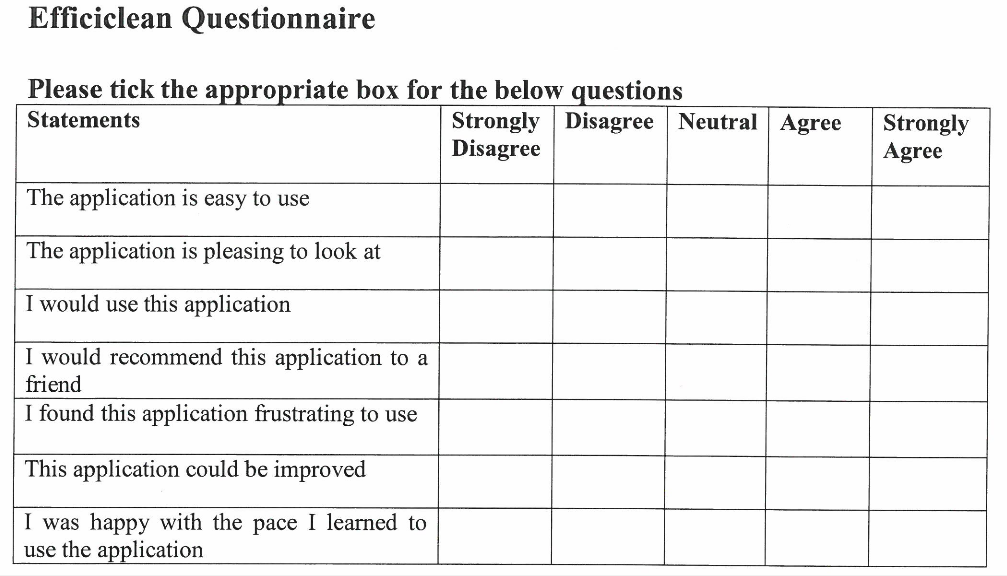 Efficiclean Questionnaire
Please tick the appropriate box for the below questions
Statements Strongly Disagree Disagree Neutral Agree Strongly Agree
The application is easy to use
The application is pleasing to look at
I would use this application
I would recommend this application to a
friend
I found this application frustrating to use
This application could be improved
I was happy with the pace I learned to
use the application